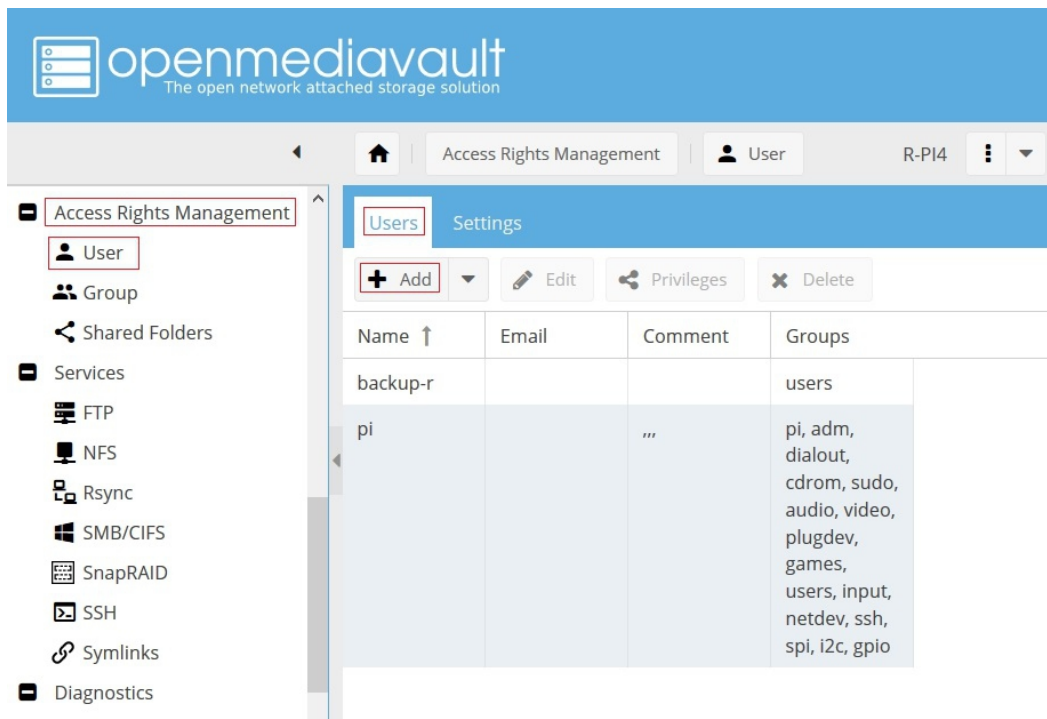 openmediavault
The open network attached storage solution
Access Rights Management
User
R-PI4
Access Rights Management
User
Group
Shared Folders
Services
FTP
NFS
Rsync
SMB/CIFS
SnapRAID
SSH
Symlinks
Diagnostics
Users Settings
Add Edit Privileges Delete
Name Email Comment Groups
backup-r users
pi ,,, pi, adm,
dialout,
cdrom, sudo,
audio, video,
plugdev,
games,
users, input,
netdev, ssh,
spi, i2c, gpio